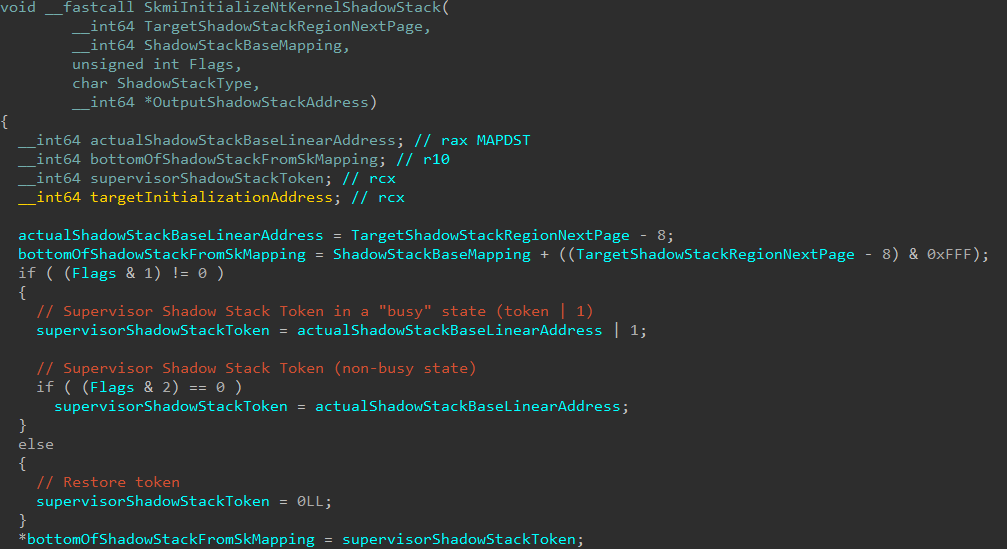 void __fastcall SkmiInitializeNtKernelShadowStack(
        __int64 TargetShadowStackRegionNextPage,
        __int64 ShadowStackBaseMapping,
        unsigned int Flags,
        char ShadowStackType,
        __int64 *OutputShadowStackAddress)
{
  __int64 actualShadowStackBaseLinearAddress; // rax MAPDST
  __int64 bottomOfShadowStackFromSkMapping; // r10
  __int64 supervisorShadowStackToken; // rcx
  __int64 targetInitializationAddress; // rcx

  actualShadowStackBaseLinearAddress = TargetShadowStackRegionNextPage - 8;
  bottomOfShadowStackFromSkMapping = ShadowStackBaseMapping + ((TargetShadowStackRegionNextPage - 8) & 0xFFF);
  if ( (Flags & 1) != 0 )
  {
    // Supervisor Shadow Stack Token in a "busy" state (token | 1)
    supervisorShadowStackToken = actualShadowStackBaseLinearAddress | 1;

    // Supervisor Shadow Stack Token (non-busy state)
    if ( (Flags & 2) == 0 )
      supervisorShadowStackToken = actualShadowStackBaseLinearAddress;
  }
  else
  {
    // Restore token
    supervisorShadowStackToken = 0LL;
  }
  *bottomOfShadowStackFromSkMapping = supervisorShadowStackToken;